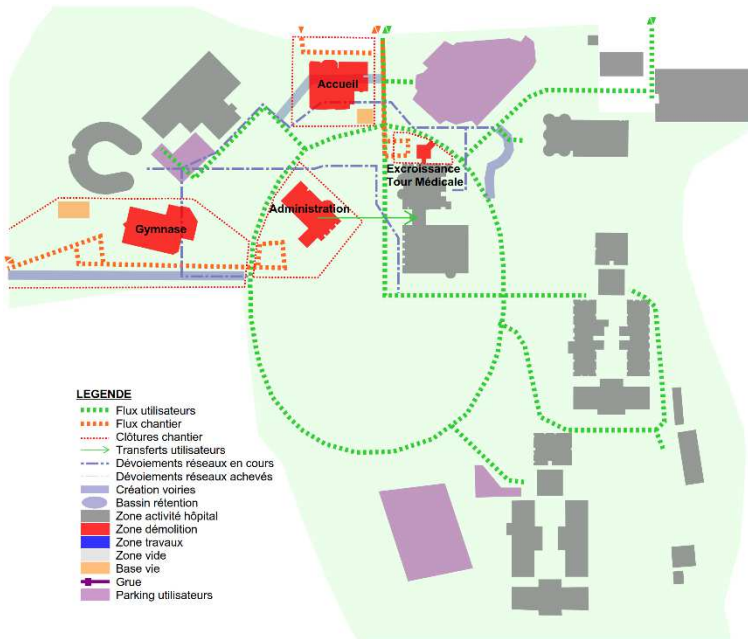 Accueil
Excroissance
Tour Médicale
Administration
Gymnase
LEGENDE
Flux utilisateurs
Flux chantier
Clôtures chantier
Transferts utilisateurs
Dévoiements réseaux en cours
Dévoiements réseaux achevés
Création voiries
Bassin rétention
Zone activité hôpital
Zone démolition
Zone travaux
Zone vide
Base vie
Grue
Parking utilisateurs